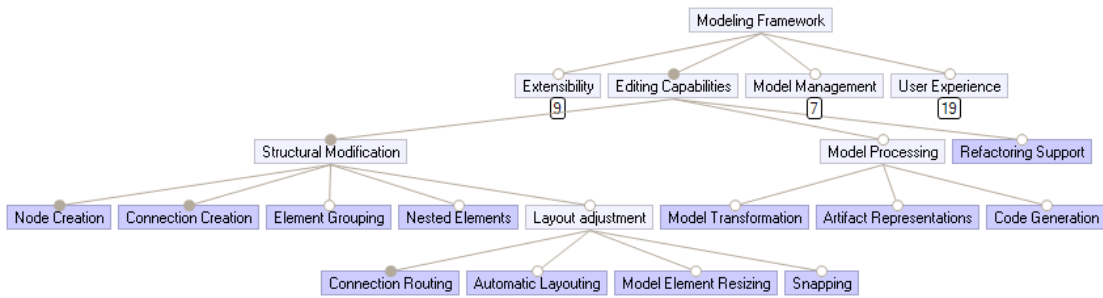 Modeling Framework
Extensibility
Editing Capabilities
Model Management
User Experience
9
7
19
Structural Modification
Model Processing
Refactoring Support
Node Creation
Connection Creation
Element Grouping
Nested Elements
Layout adjustment
Model Transformation
Artifact Representations
Code Generation
Connection Routing
Automatic Layouting
Model Element Resizing
Snapping